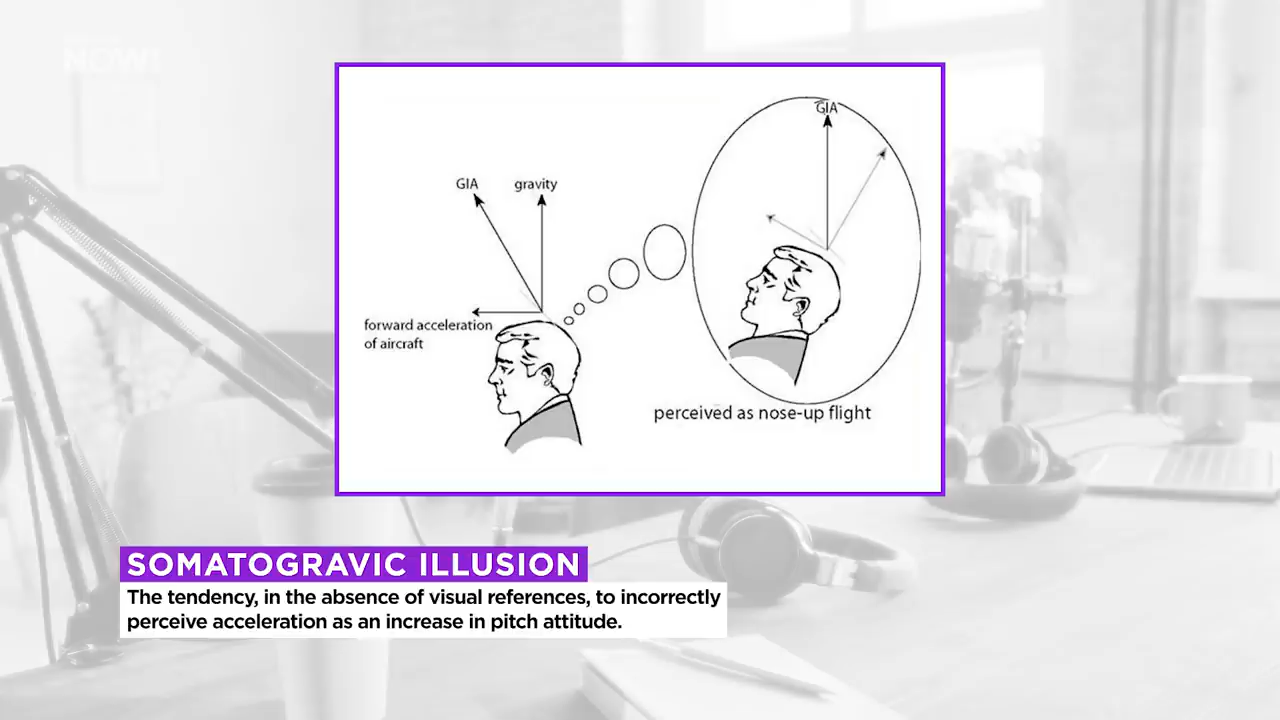 NOW!
GIA
gravity
forward acceleration
of aircraft
GIA
perceived as nose-up flight
SOMATOGRAVIC ILLUSION
The tendency, in the absence of visual references, to incorrectly
perceive acceleration as an increase in pitch attitude.